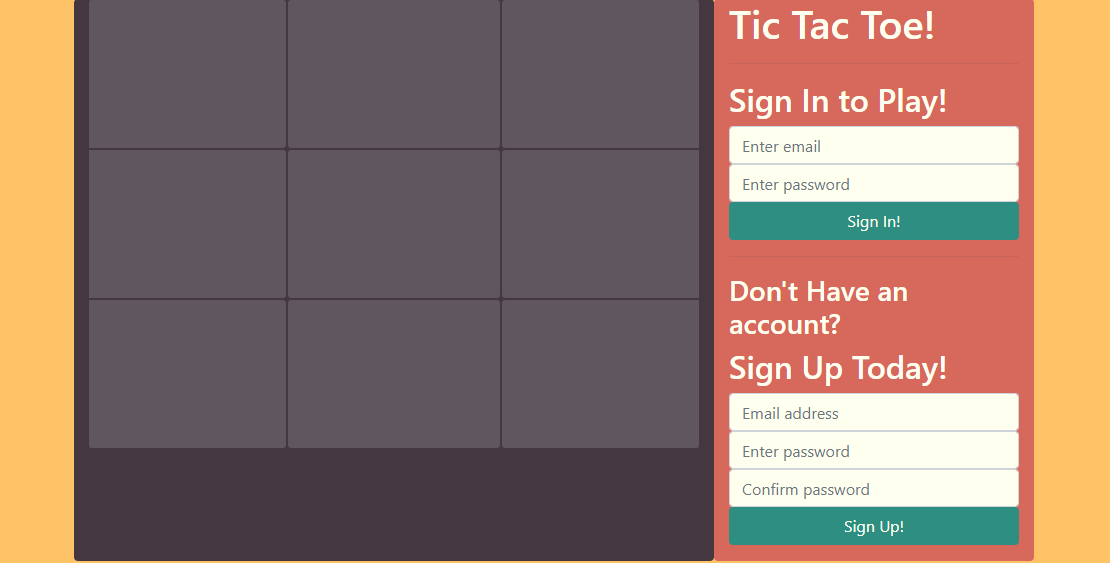 Tic Tac Toe!
Sign In to Play!
Enter email
Enter password
Sign In!
Don't Have an
account?
Sign Up Today!
Email address
Enter password
Confirm password
Sign Up!